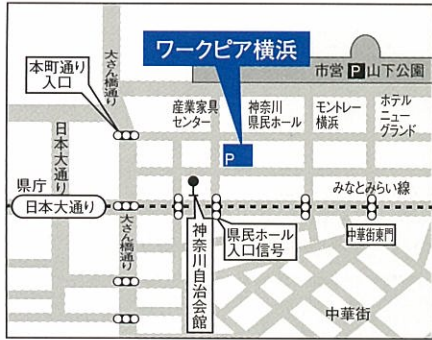 ワークピア横浜
大さん橋通り
本町通り
入口
市営 P 山下公園
産業家具
センター
神奈川
県民ホール
モントレー
横浜
ホテル
ニュー
グランド
日本大通り
P
県庁
みなとみらい線
日本大通り
大さん橋通り
神奈川自治会館
県民ホール
入口信号
中華街東門
中華街